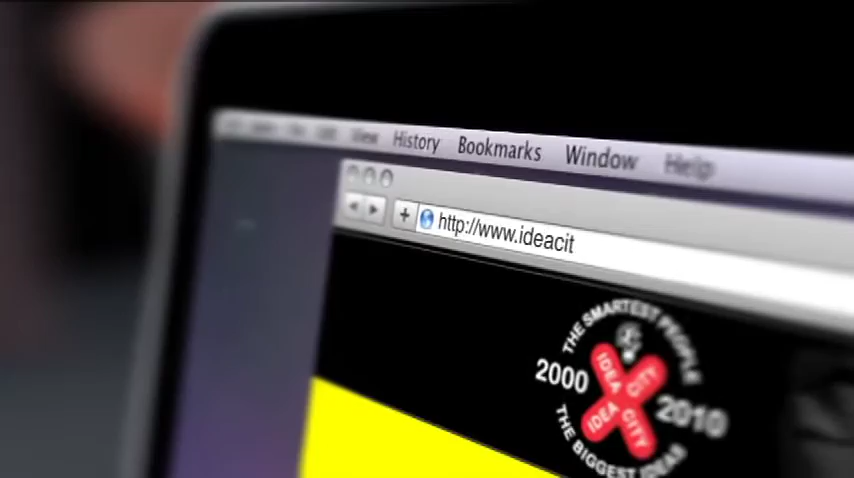 View History Bookmarks Window Help
http://www.ideacit
THE SMARTEST PEOPLE
2000 IDEA CITY 2010
IDEA CITY
THE BIGGEST IDEAS